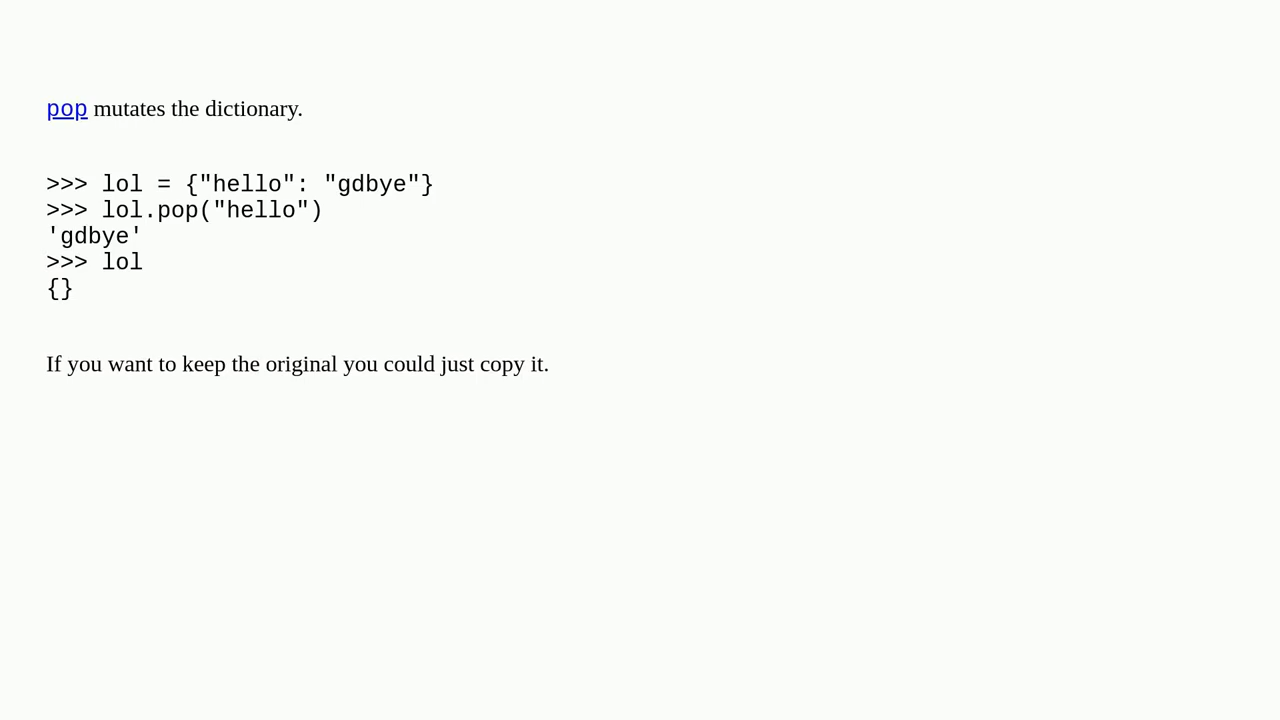 pop mutates the dictionary.
>>> lol = {"hello": "gdbye"}
>>> lol.pop("hello")
'gdbye'
>>> lol
{}
If you want to keep the original you could just copy it.